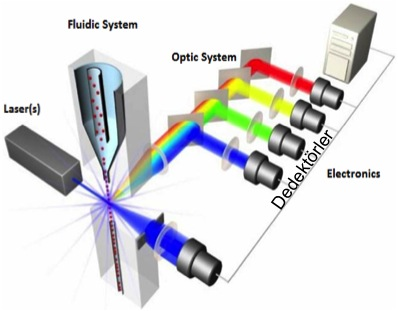 Fluidic System
Optic System
Laser(s)
Dedektörler
Electronics